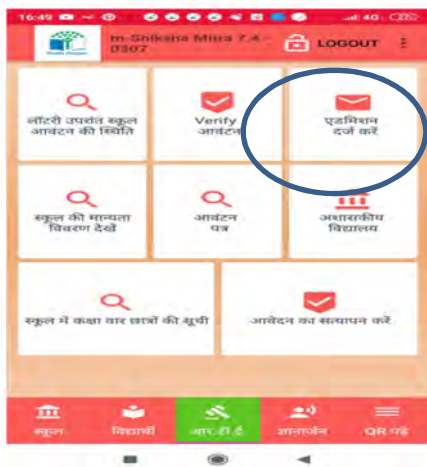 16:49
4G
m-Shiksha Mitra 7.4 -
0307
LOGOUT
लॉटरी उपरांत स्कूल
आवंटन की स्थिति
Verify
आवंटन
एडमिशन
दर्ज करें
स्कूल की मान्यता
विवरण देखें
आवंटन
पत्र
अशासकीय
विद्यालय
स्कूल में कक्षा वार छात्रों की सूची
आवेदन का सत्यापन करें
स्कूल
विद्यार्थी
आर.टी.ई
ज्ञानार्जन
QR पढ़ें